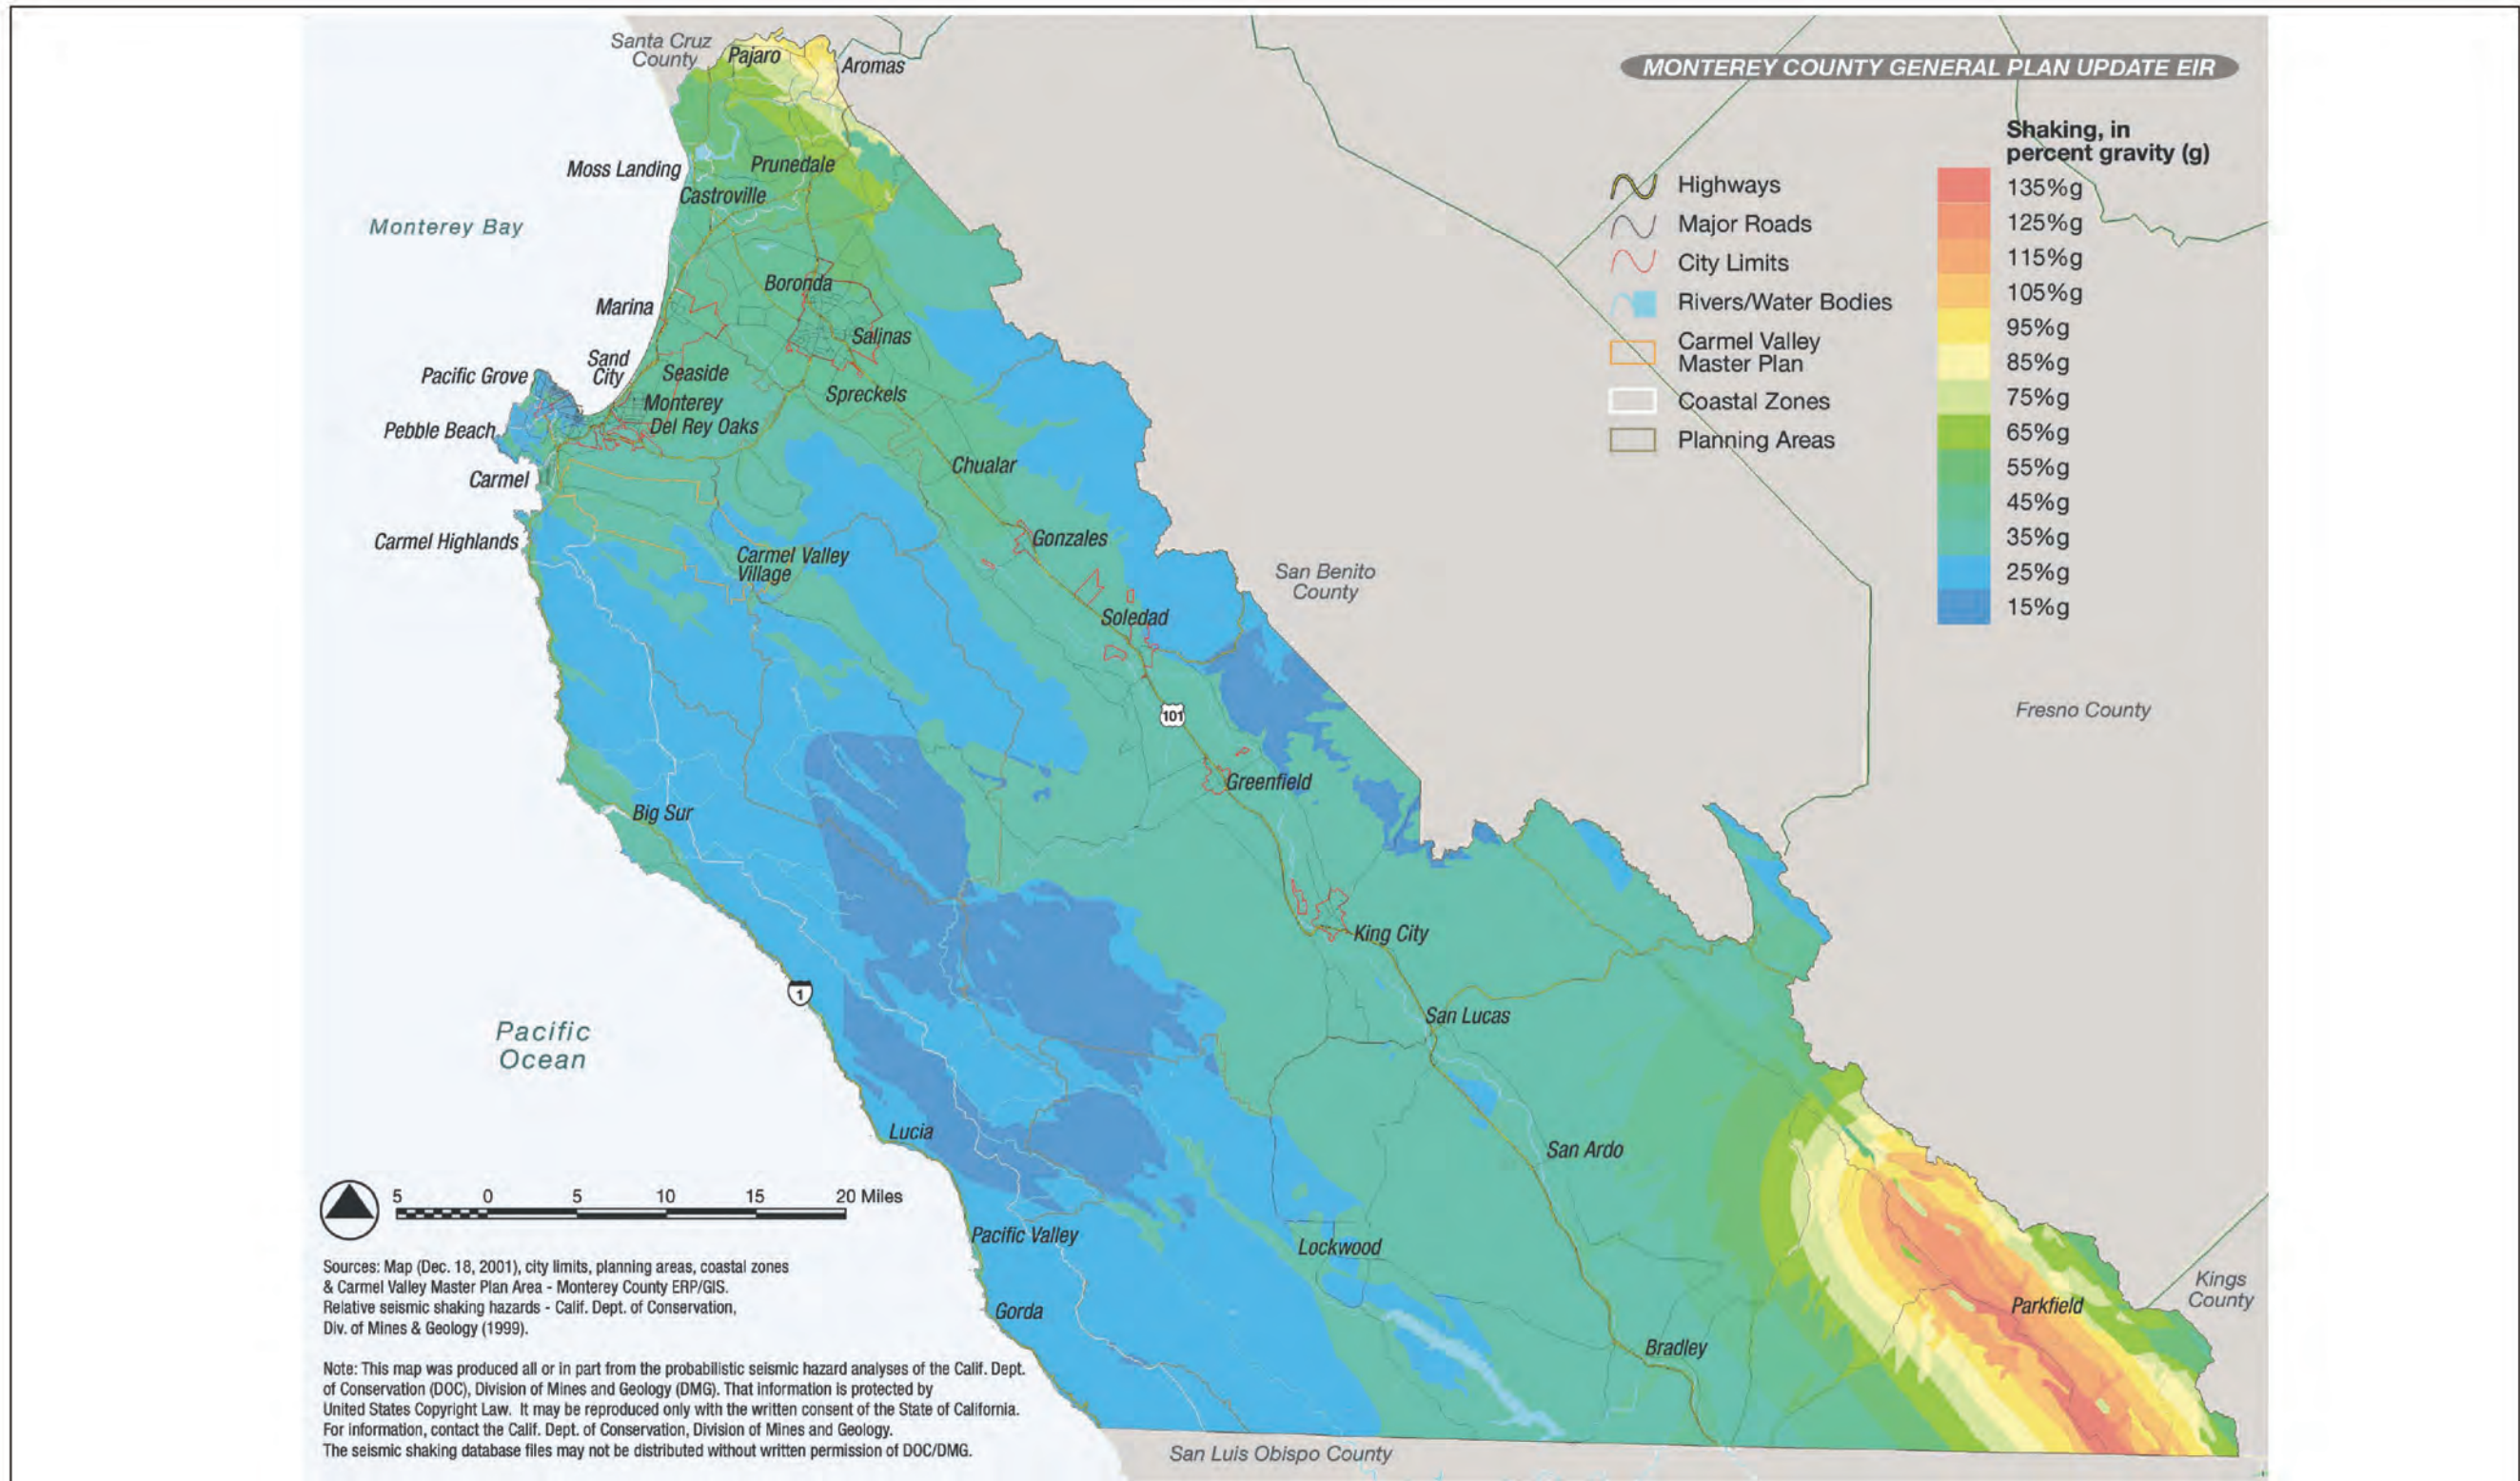 MONTEREY COUNTY GENERAL PLAN UPDATE EIR
Shaking, in
percent gravity (g)
135%g
125%g
115%g
105%g
95%g
85%g
75%g
65%g
55%g
45%g
35%g
25%g
15%g
Highways
Major Roads
City Limits
Rivers/Water Bodies
Carmel Valley
Master Plan
Coastal Zones
Planning Areas
Santa Cruz
County
Pajaro
Aromas
Moss Landing
Prunedale
Castroville
Monterey Bay
Boronda
Marina
Salinas
Sand
City
Pacific Grove
Seaside
Spreckels
Monterey
Del Rey Oaks
Pebble Beach
Chualar
Carmel
Carmel Highlands
Gonzales
Carmel Valley
Village
San Benito
County
Soledad
101
Fresno County
Greenfield
Big Sur
King City
1
San Lucas
Pacific
Ocean
Lucia
San Ardo
Pacific Valley
Lockwood
Gorda
Parkfield
Kings
County
Bradley
San Luis Obispo County
5 0 5 10 15 20 Miles
Sources: Map (Dec. 18, 2001), city limits, planning areas, coastal zones
& Carmel Valley Master Plan Area - Monterey County ERP/GIS.
Relative seismic shaking hazards - Calif. Dept. of Conservation,
Div. of Mines & Geology (1999).
Note: This map was produced all or in part from the probabilistic seismic hazard analyses of the Calif. Dept.
of Conservation (DOC), Division of Mines and Geology (DMG). That information is protected by
United States Copyright Law. It may be reproduced only with the written consent of the State of California.
For information, contact the Calif. Dept. of Conservation, Division of Mines and Geology.
The seismic shaking database files may not be distributed without written permission of DOC/DMG.